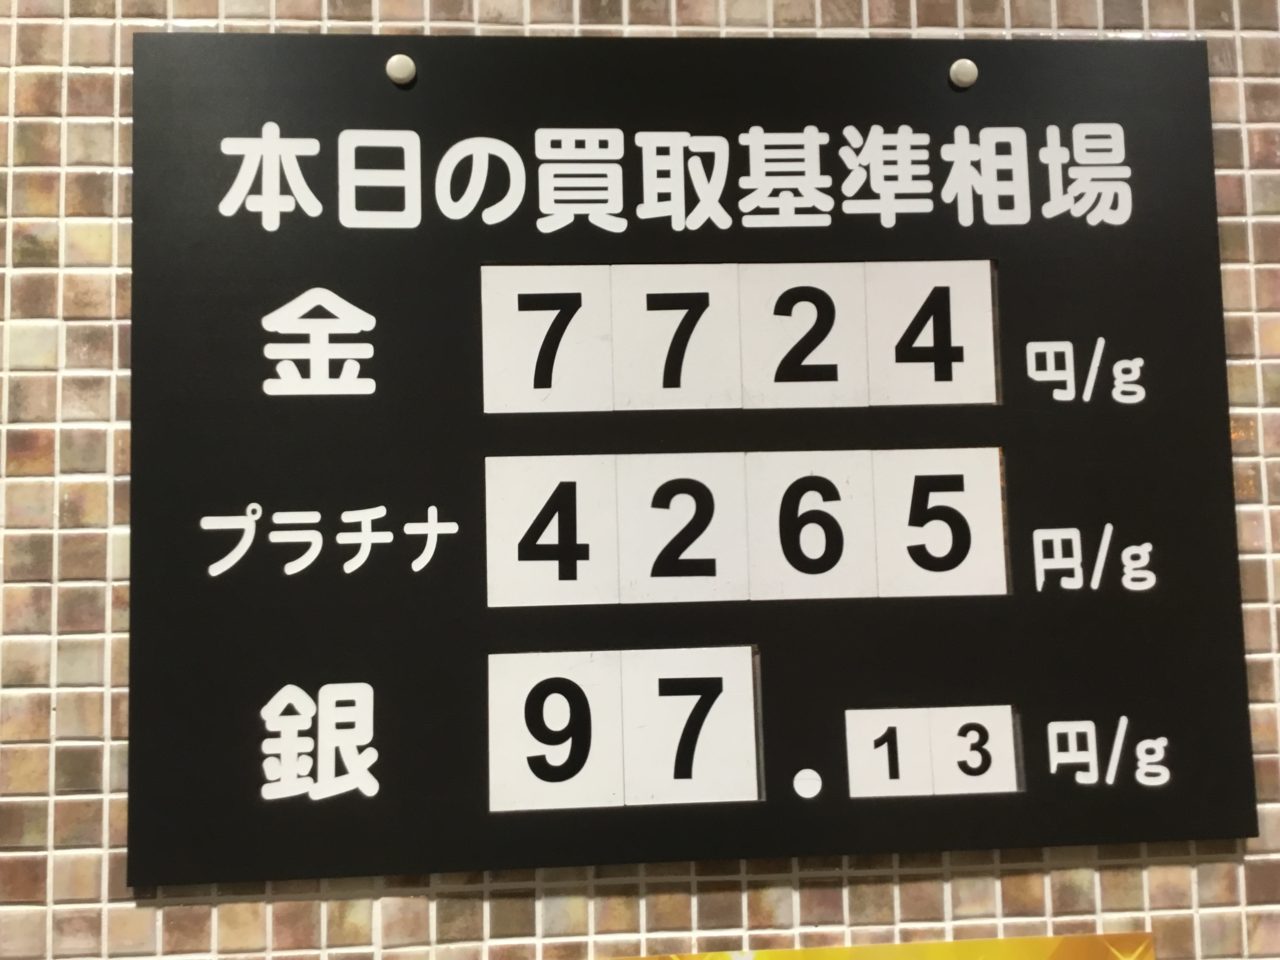 本日の買取基準相場
金 7724 円/g
プラチナ 4265 円/g
銀 97.13 円/g